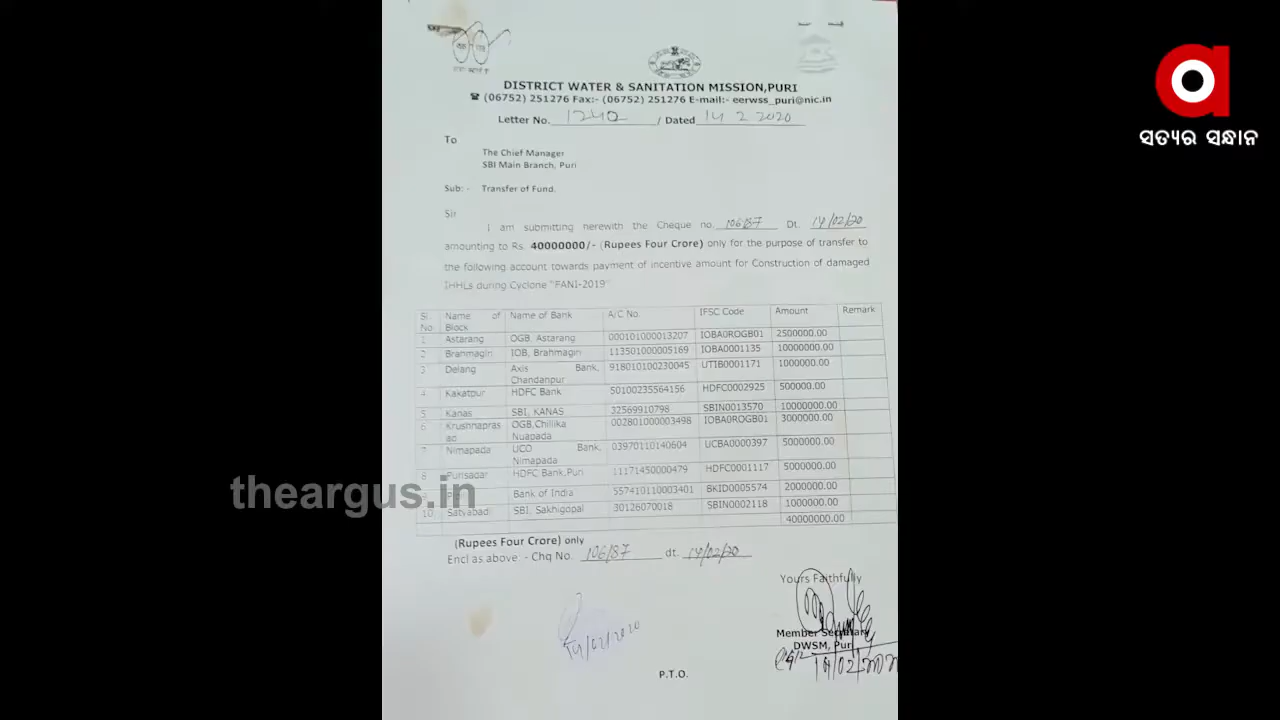 ସତ୍ୟର ସନ୍ଧାନ
DISTRICT WATER & SANITATION MISSION,PURI
☎ (06752) 251276 Fax:- (06752) 251276 E-mail:- eerwss_puri@nic.in
Letter No. 1240 / Dated 14 2 2020
To
The Chief Manager
SBI Main Branch, Puri
Sub: - Transfer of Fund.
Sir
I am submitting nerewith the Cheque no. 106187 Dt. 14/02/20
amounting to Rs. 40000000/- (Rupees Four Crore) only for the purpose of transfer to
the following account towards payment of incentive amount for Construction of damaged
IHHLs during Cyclone "FANI-2019"
Sl No Name of Block Name of Bank A/C No. IFSC Code Amount Remark
1 Astarang OGB, Astarang 000101000013207 IOBA0ROGB01 2500000.00
2 Branmagiri IOB, Brahmagiri 113501000005169 IOBA0001135 10000000.00
3 Delang Axis Bank, Chandanpur 918010100230045 UTIB0001171 1000000.00
4 Kakatpur HDFC Bank 50100235564156 HDFC0002925 500000.00
5 Kanas SBI, KANAS 32569910798 SBIN0013570 10000000.00
6 Krushnaprasad OGB,Chillika Nuapada 002801000003498 IOBA0ROGB01 3000000.00
7 Nimapada UCO Bank, Nimapada 03970110140604 UCBA0000397 5000000.00
8 Purisadar HDFC Bank,Puri 11171450000479 HDFC0001117 5000000.00
Bank of India 557410110003401 BKID0005574 2000000.00
10 Satyabadi SBI, Sakhigopal 30126070018 SBIN0002118 1000000.00
40000000.00
theargus.in
(Rupees Four Crore) only
Encl as above: - Chq No. 106187 dt. 14/02/20
Yours Faithfully
14/02/2020
Member Secretary
DWSM, Puri
P.T.O.